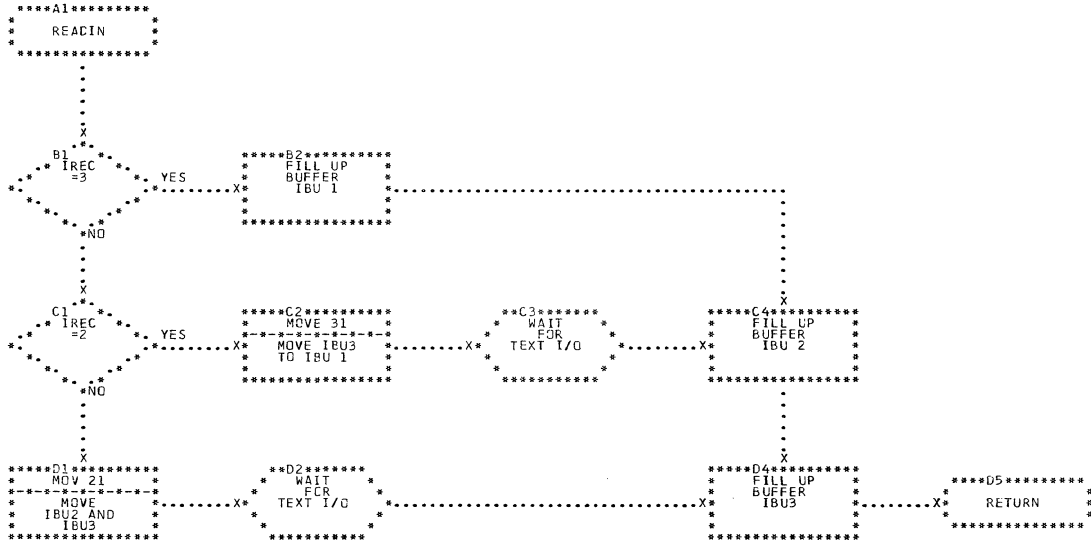 A1
READIN
B1
IREC
=3
YES
NO
B2
FILL UP
BUFFER
IBU 1
C1
IREC
=2
YES
NO
C2
MOVE 31
MOVE IBU3
TO IBU 1
C3
WAIT
FOR
TEXT I/O
C4
FILL UP
BUFFER
IBU 2
D1
MOV 21
MOVE
IBU2 AND
IBU3
D2
WAIT
FOR
TEXT I/O
D4
FILL UP
BUFFER
IBU3
D5
RETURN